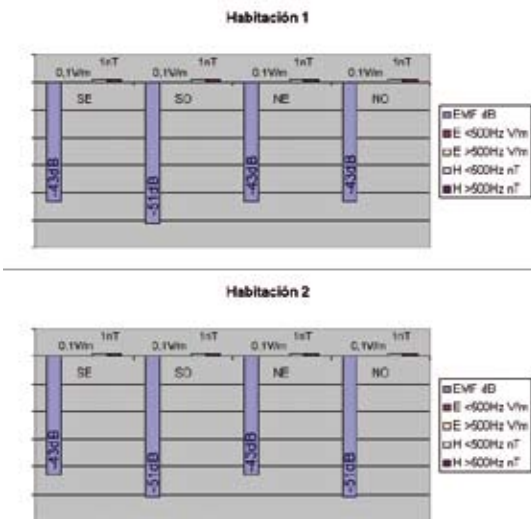 Habitación 1
1nT 1nT 1nT 1nT
0,1V/m 0,1V/m 0.1V/m 0.1V/m
SE SO NE NO
-43dB -51dB -43dB -43dB
EMF dB
E <500Hz V/m
E >500Hz V/m
H <500Hz nT
H >500Hz nT
Habitación 2
1nT 1nT 1nT 1nT
0,1V/m 0,1V/m 0,1V/m 0,1V/m
SE SO NE NO
-43dB -51dB -43dB -51dB
EMF dB
E <500Hz V/m
E >500Hz V/m
H <500Hz nT
H >500Hz nT